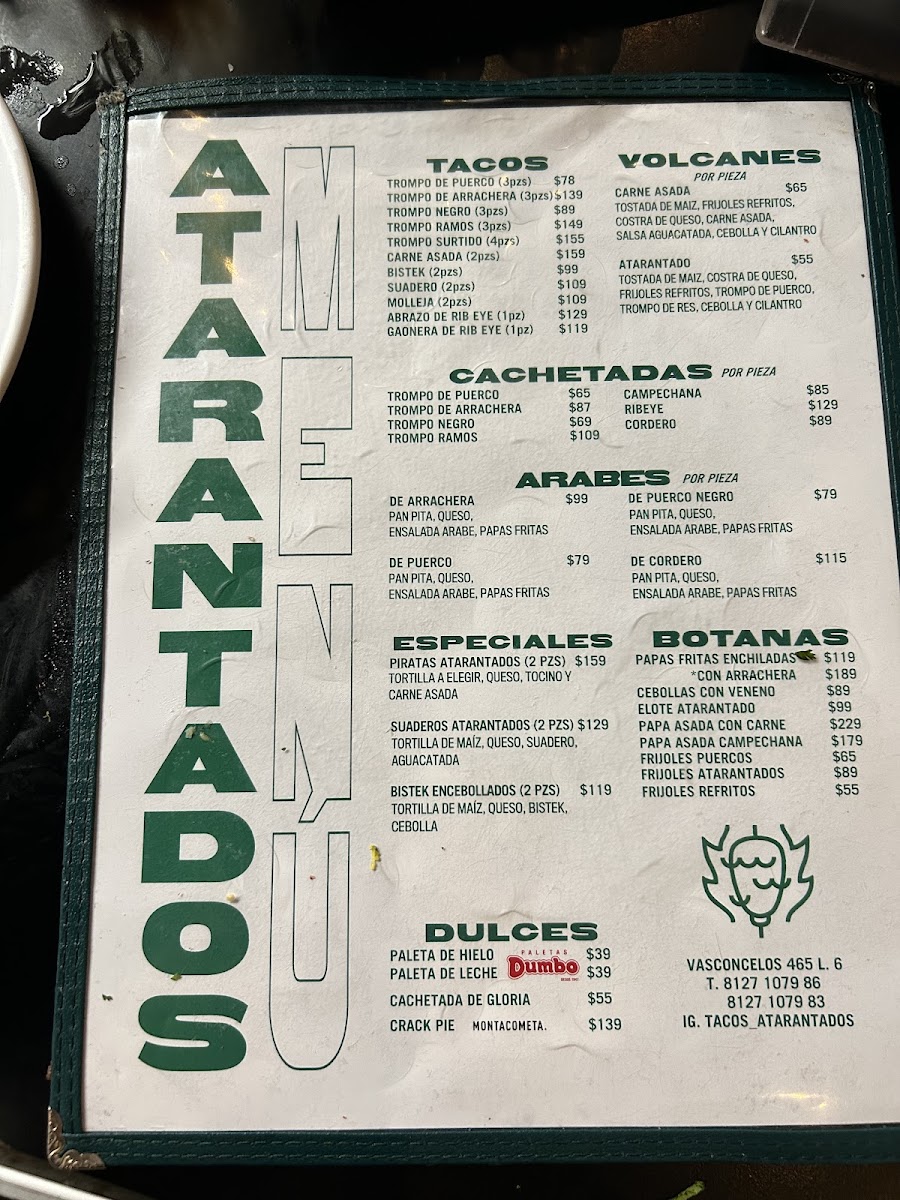 ATARANTADOS
MENÚ
TACOS
TROMPO DE PUERCO (3pzs) $78
TROMPO DE ARRACHERA (3pzs) $139
TROMPO NEGRO (3pzs) $89
TROMPO RAMOS (3pzs) $149
TROMPO SURTIDO (4pzs) $155
CARNE ASADA (2pzs) $159
BISTEK (2pzs) $99
SUADERO (2pzs) $109
MOLLEJA (2pzs) $109
ABRAZO DE RIB EYE (1pz) $129
GAONERA DE RIB EYE (1pz) $119
VOLCANES
POR PIEZA
CARNE ASADA $65
TOSTADA DE MAIZ, FRIJOLES REFRITOS,
COSTRA DE QUESO, CARNE ASADA,
SALSA AGUACATADA, CEBOLLA Y CILANTRO
ATARANTADO $55
TOSTADA DE MAIZ, COSTRA DE QUESO,
FRIJOLES REFRITOS, TROMPO DE PUERCO,
TROMPO DE RES, CEBOLLA Y CILANTRO
CACHETADAS POR PIEZA
TROMPO DE PUERCO $65
TROMPO DE ARRACHERA $87
TROMPO NEGRO $69
TROMPO RAMOS $109
CAMPECHANA $85
RIBEYE $129
CORDERO $89
ARABES POR PIEZA
DE ARRACHERA $99
PAN PITA, QUESO,
ENSALADA ARABE, PAPAS FRITAS
DE PUERCO $79
PAN PITA, QUESO,
ENSALADA ARABE, PAPAS FRITAS
DE PUERCO NEGRO $79
PAN PITA, QUESO,
ENSALADA ARABE, PAPAS FRITAS
DE CORDERO $115
PAN PITA, QUESO,
ENSALADA ARABE, PAPAS FRITAS
ESPECIALES
PIRATAS ATARANTADOS (2 PZS) $159
TORTILLA A ELEGIR, QUESO, TOCINO Y
CARNE ASADA
SUADEROS ATARANTADOS (2 PZS) $129
TORTILLA DE MAÍZ, QUESO, SUADERO,
AGUACATADA
BISTEK ENCEBOLLADOS (2 PZS) $119
TORTILLA DE MAÍZ, QUESO, BISTEK,
CEBOLLA
BOTANAS
PAPAS FRITAS ENCHILADAS $119
*CON ARRACHERA $189
CEBOLLAS CON VENENO $89
ELOTE ATARANTADO $99
PAPA ASADA CON CARNE $229
PAPA ASADA CAMPECHANA $179
FRIJOLES PUERCOS $65
FRIJOLES ATARANTADOS $89
FRIJOLES REFRITOS $55
DULCES
PALETA DE HIELO $39
PALETA DE LECHE $39
PALETAS
Dumbo
CACHETADA DE GLORIA $55
CRACK PIE MONTACOMETA. $139
VASCONCELOS 465 L. 6
T. 8127 1079 86
8127 1079 83
IG. TACOS_ATARANTADOS